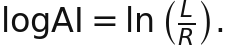 logAI = ln (L/R).